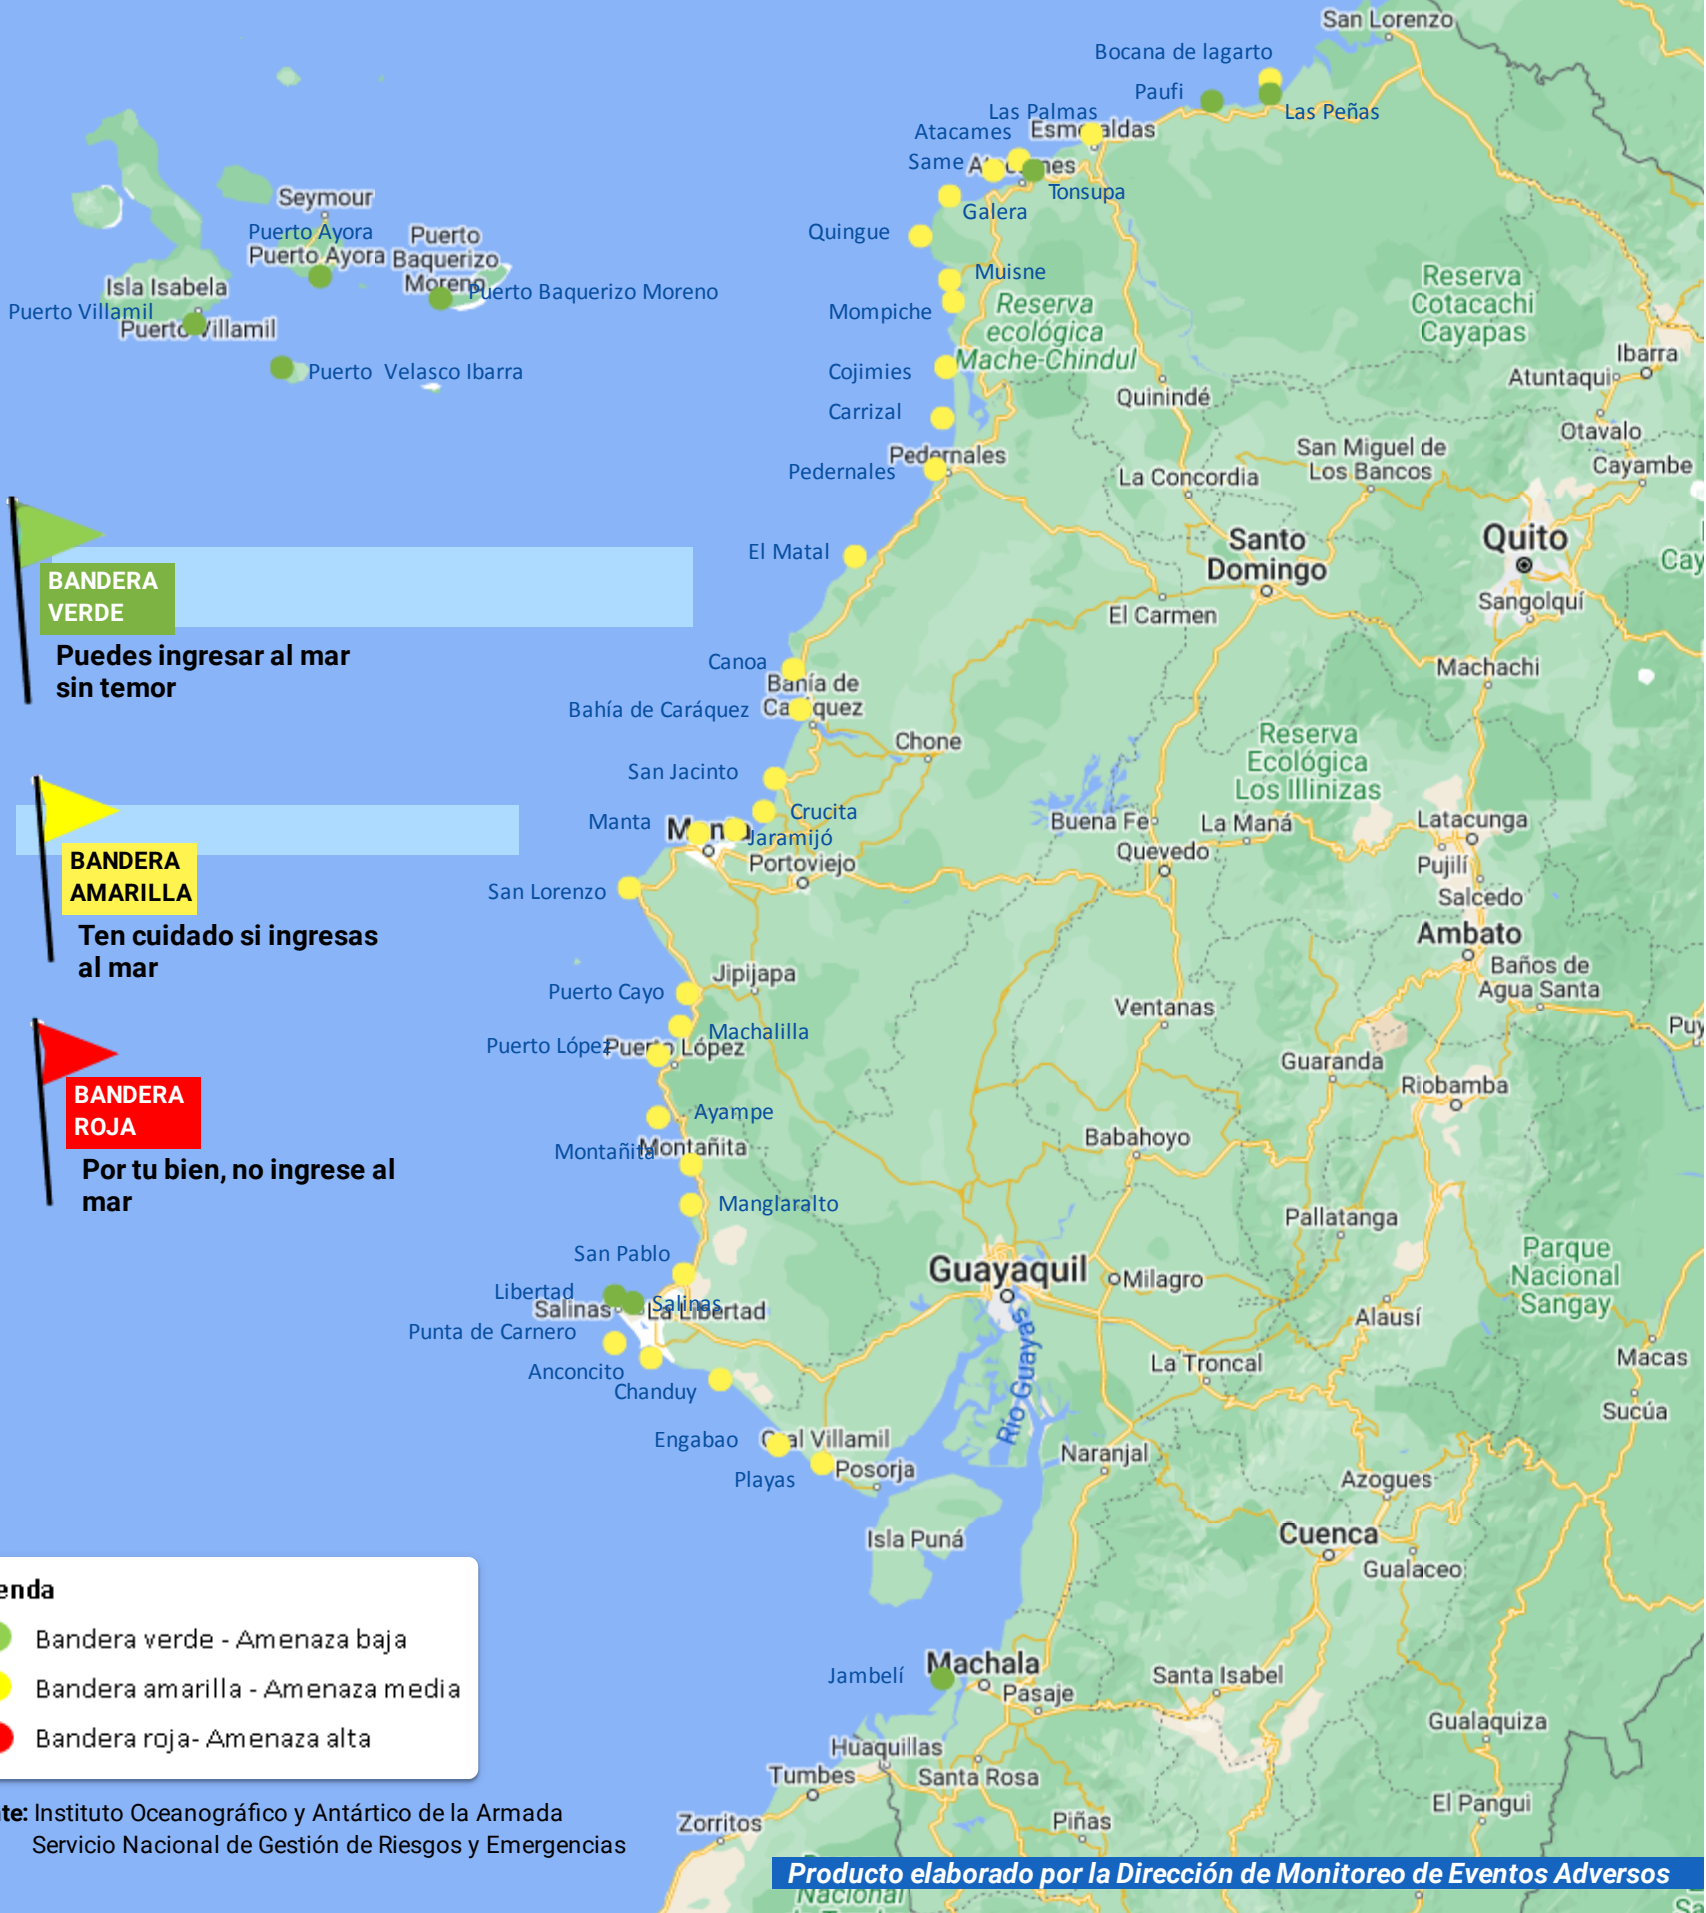 San Lorenzo
Bocana de lagarto
Paufi
Las Peñas
Las Palmas
Atacames
Same
Tonsupa
Galera
Quingue
Muisne
Mompiche
Reserva
ecológica
Mache-Chindul
Cojimies
Carrizal
Pedernales
Pedernales
El Matal
Canoa
Bahía de Caráquez
San Jacinto
Crucita
Manta
Jaramijó
Portoviejo
San Lorenzo
Jipijapa
Puerto Cayo
Machalilla
Puerto López
Ayampe
Montañita
Montañita
Manglaralto
San Pablo
Libertad
Salinas
Salinas
La Libertad
Punta de Carnero
Anconcito
Chanduy
Engabao
Villamil
Playas
Posorja
Isla Puná
Jambelí
Machala
Pasaje
Huaquillas
Tumbes
Santa Rosa
Zorritos
Piñas
Seymour
Puerto Ayora
Puerto Ayora
Puerto
Baquerizo
Moreno
Puerto Baquerizo Moreno
Isla Isabela
Puerto Villamil
Puerto Villamil
Puerto Velasco Ibarra
Reserva
Cotacachi
Cayapas
Ibarra
Atuntaqui
Otavalo
Cayambe
Quinindé
San Miguel de
Los Bancos
La Concordia
Santo
Domingo
Quito
Cay
Sangolquí
El Carmen
Machachi
Chone
Reserva
Ecológica
Los Illinizas
Buena Fe
La Maná
Latacunga
Quevedo
Pujilí
Salcedo
Ambato
Baños de
Agua Santa
Ventanas
Puy
Guaranda
Riobamba
Babahoyo
Pallatanga
Parque
Nacional
Sangay
Guayaquil
Milagro
Alausí
Río Guayas
La Troncal
Macas
Sucúa
Naranjal
Azogues
Cuenca
Gualaceo
Santa Isabel
Gualaquiza
El Pangui
BANDERA
VERDE
Puedes ingresar al mar
sin temor
BANDERA
AMARILLA
Ten cuidado si ingresas
al mar
BANDERA
ROJA
Por tu bien, no ingrese al
mar
enda
Bandera verde - Amenaza baja
Bandera amarilla - Amenaza media
Bandera roja- Amenaza alta
te: Instituto Oceanográfico y Antártico de la Armada
Servicio Nacional de Gestión de Riesgos y Emergencias
Producto elaborado por la Dirección de Monitoreo de Eventos Adversos
Nacional